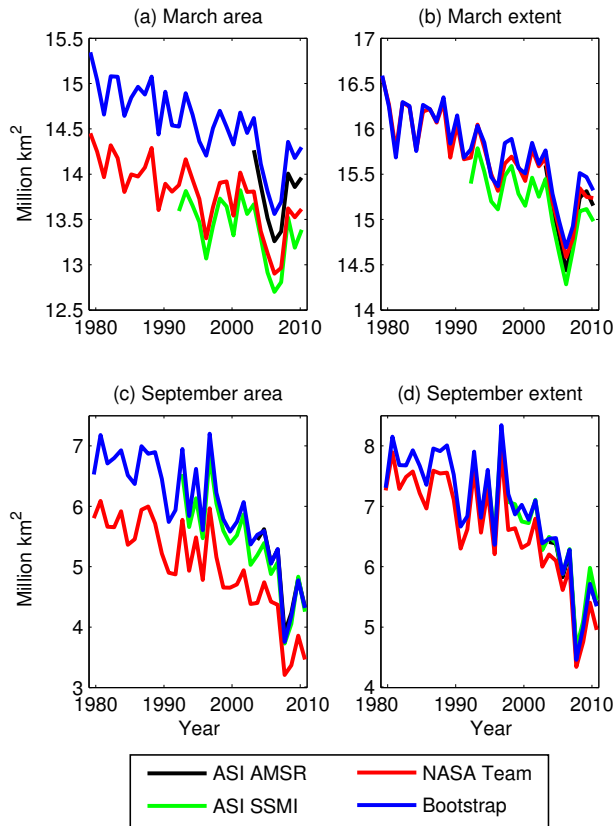 (a) March area
(b) March extent
15.5
15
14.5
14
13.5
13
12.5
Million km²
1980 1990 2000 2010
17
16.5
16
15.5
15
14.5
14
1980 1990 2000 2010
(c) September area
(d) September extent
7
6
5
4
3
Million km²
1980 1990 2000 2010
Year
8
7
6
5
4
1980 1990 2000 2010
Year
ASI AMSR
NASA Team
ASI SSMI
Bootstrap